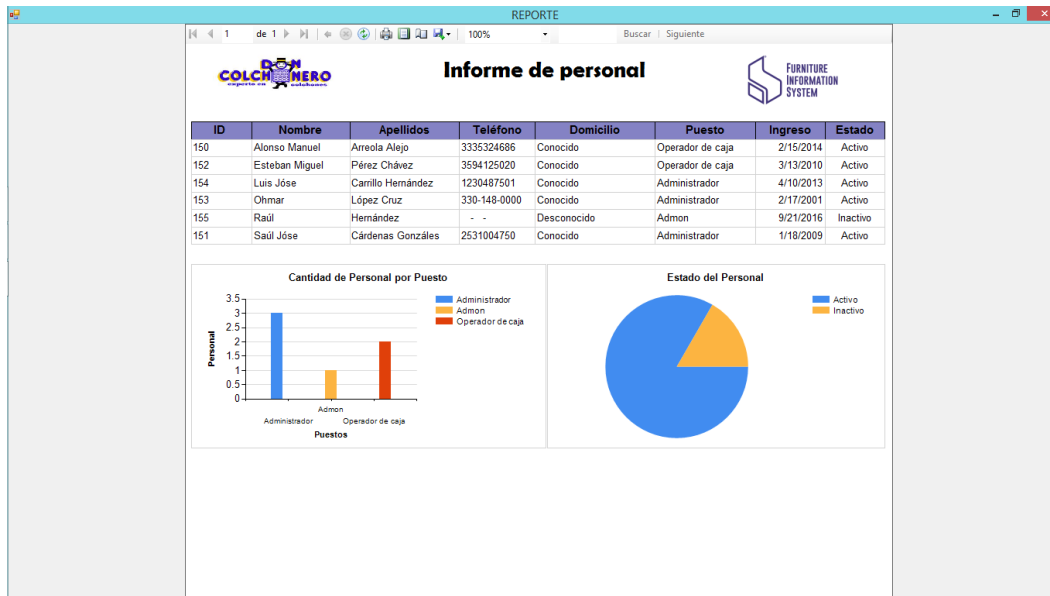 REPORTE
1 de 1 100% Buscar | Siguiente
DON
COLCHONERO
experto en colchones
Informe de personal
FURNITURE
INFORMATION
SYSTEM
ID Nombre Apellidos Teléfono Domicilio Puesto Ingreso Estado
150 Alonso Manuel Arreola Alejo 3335324686 Conocido Operador de caja 2/15/2014 Activo
152 Esteban Miguel Pérez Chávez 3594125020 Conocido Operador de caja 3/13/2010 Activo
154 Luis Jóse Carrillo Hernández 1230487501 Conocido Administrador 4/10/2013 Activo
153 Ohmar López Cruz 330-148-0000 Conocido Administrador 2/17/2001 Activo
155 Raúl Hernández - - Desconocido Admon 9/21/2016 Inactivo
151 Saúl Jóse Cárdenas Gonzáles 2531004750 Conocido Administrador 1/18/2009 Activo
Cantidad de Personal por Puesto
3.5
3
2.5
2
1.5
1
0.5
0
Personal
Administrador
Admon
Operador de caja
Admon
Administrador Operador de caja
Puestos
Estado del Personal
Activo
Inactivo